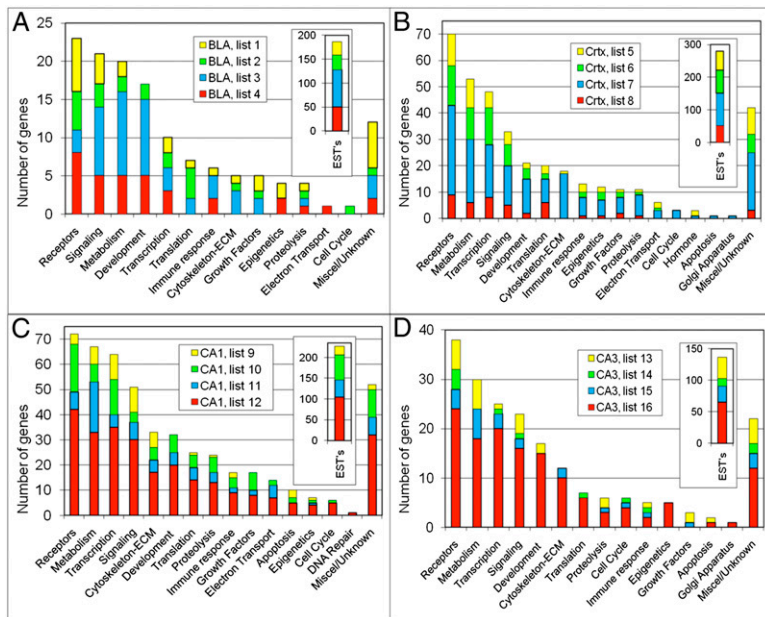 A
Number of genes
25
20
15
10
5
0
BLA, list 1
BLA, list 2
BLA, list 3
BLA, list 4
200
150
100
50
0
EST's
Receptors
Signaling
Metabolism
Development
Transcription
Translation
Immune response
Cytoskeleton-ECM
Growth Factors
Epigenetics
Proteolysis
Electron Transport
Cell Cycle
Miscel/Unknown
B
Number of genes
70
60
50
40
30
20
10
0
Crtx, list 5
Crtx, list 6
Crtx, list 7
Crtx, list 8
300
200
100
0
EST's
Receptors
Metabolism
Transcription
Signaling
Development
Translation
Cytoskeleton-ECM
Immune response
Epigenetics
Growth Factors
Proteolysis
Electron Transport
Cell Cycle
Hormone
Apoptosis
Golgi Apparatus
Miscel/Unknown
C
Number of genes
70
60
50
40
30
20
10
0
CA1, list 9
CA1, list 10
CA1, list 11
CA1, list 12
200
150
100
50
0
EST's
Receptors
Metabolism
Transcription
Signaling
Cytoskeleton-ECM
Development
Translation
Proteolysis
Immune response
Growth Factors
Electron Transport
Apoptosis
Epigenetics
Cell Cycle
DNA Repair
Miscel/Unknown
D
Number of genes
40
30
20
10
0
CA3, list 13
CA3, list 14
CA3, list 15
CA3, list 16
150
100
50
0
EST's
Receptors
Metabolism
Transcription
Signaling
Development
Cytoskeleton-ECM
Translation
Proteolysis
Cell Cycle
Immune response
Epigenetics
Growth Factors
Apoptosis
Golgi Apparatus
Miscel/Unknown